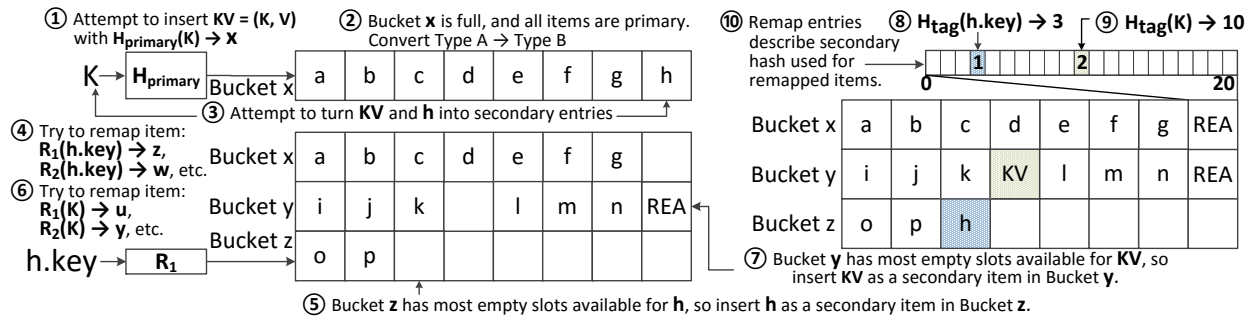 ① Attempt to insert KV = (K, V)
with Hprimary(K) → X
② Bucket x is full, and all items are primary.
Convert Type A → Type B
⑩ Remap entries
describe secondary
hash used for
remapped items.
⑧ Htag(h.key) → 3
⑨ Htag(K) → 10
K
Hprimary
Bucket x
a b c d e f g h
1 2
0 20
③ Attempt to turn KV and h into secondary entries
④ Try to remap item:
R1(h.key) → z,
R2(h.key) → w, etc.
⑥ Try to remap item:
R1(K) → u,
R2(K) → y, etc.
h.key
R1
Bucket x a b c d e f g
Bucket y i j k l m n REA
Bucket z o p
Bucket x a b c d e f g REA
Bucket y i j k KV l m n REA
Bucket z o p h
⑦ Bucket y has most empty slots available for KV, so
insert KV as a secondary item in Bucket y.
⑤ Bucket z has most empty slots available for h, so insert h as a secondary item in Bucket z.